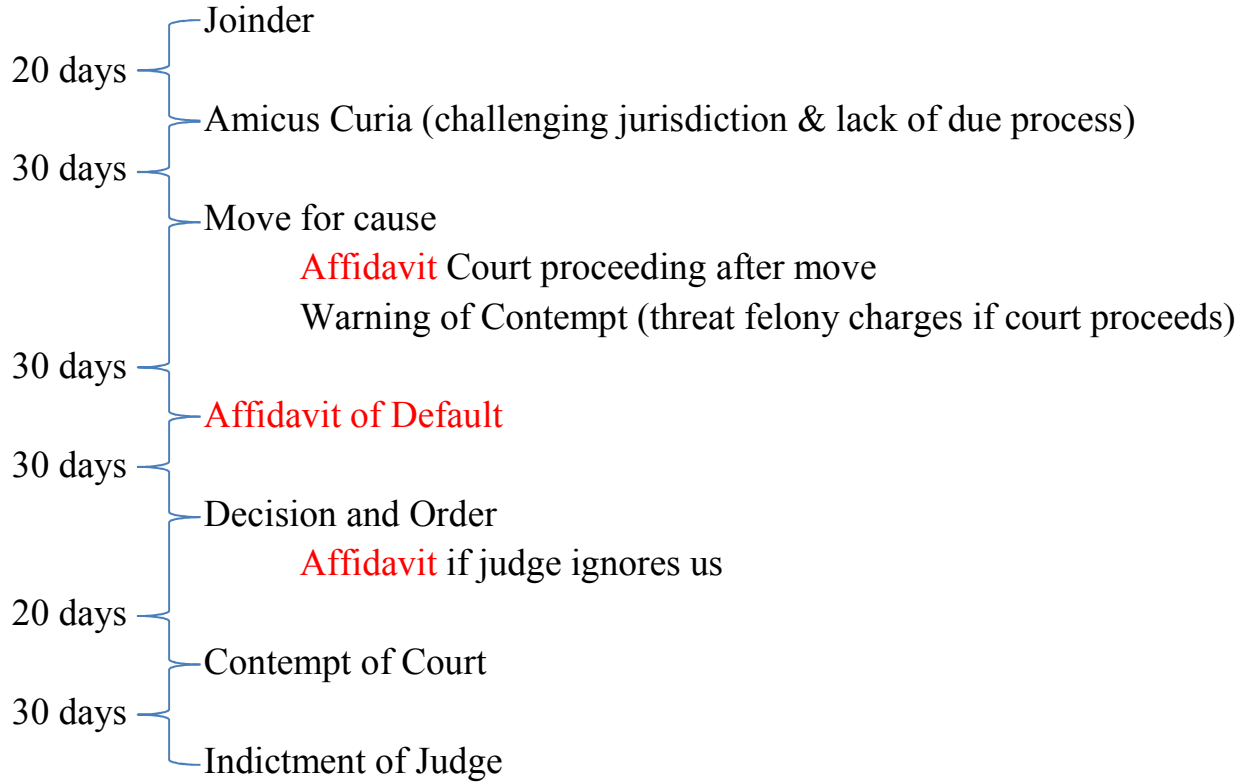 Joinder
20 days
Amicus Curia (challenging jurisdiction & lack of due process)
30 days
Move for cause
Affidavit Court proceeding after move
Warning of Contempt (threat felony charges if court proceeds)
30 days
Affidavit of Default
30 days
Decision and Order
Affidavit if judge ignores us
20 days
Contempt of Court
30 days
Indictment of Judge